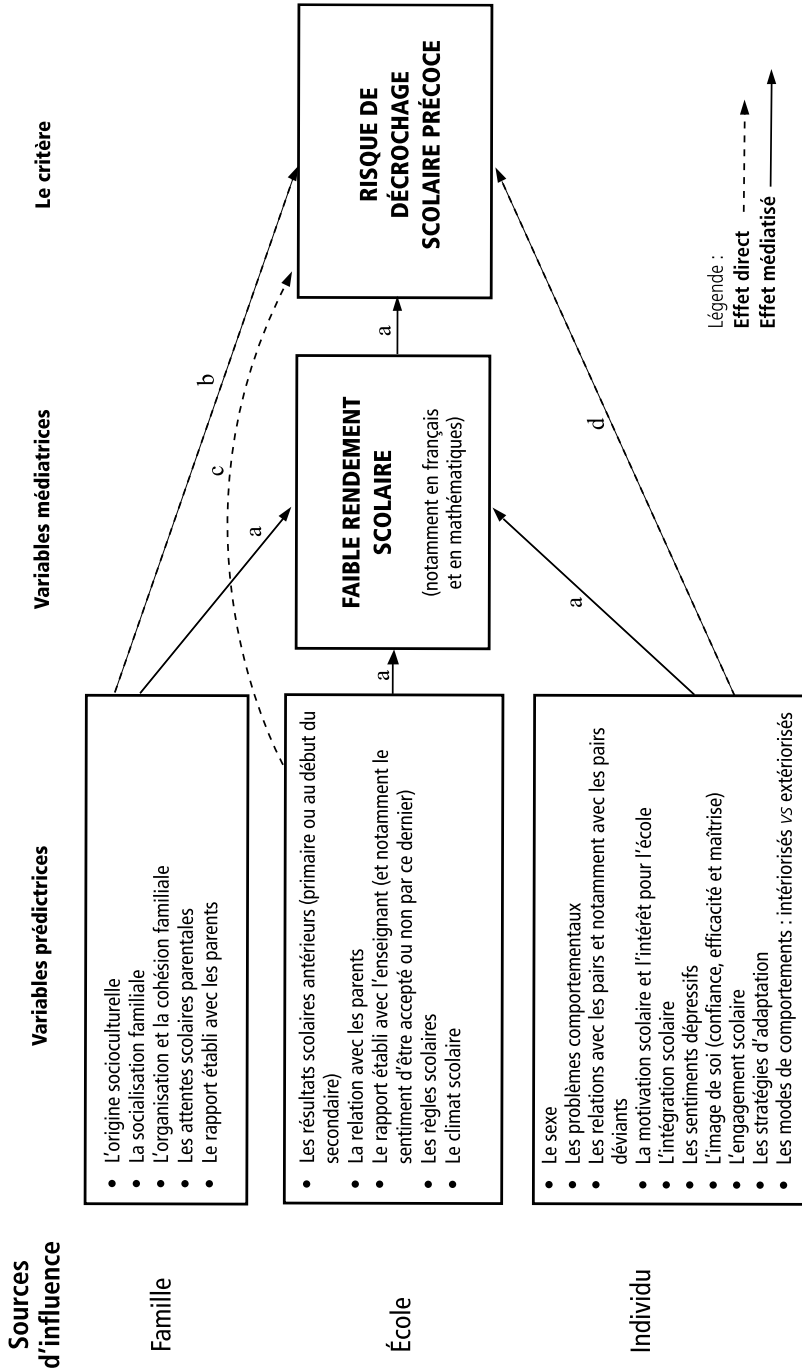 Sources
d'influence
Variables prédictrices
Variables médiatrices
Le critère
Famille
• L'origine socioculturelle
• La socialisation familiale
• L'organisation et la cohésion familiale
• Les attentes scolaires parentales
• Le rapport établi avec les parents
École
• Les résultats scolaires antérieurs (primaire ou au début du
secondaire)
• La relation avec les parents
• Le rapport établi avec l'enseignant (et notamment le
sentiment d'être accepté ou non par ce dernier)
• Les règles scolaires
• Le climat scolaire
Individu
• Le sexe
• Les problèmes comportementaux
• Les relations avec les pairs et notamment avec les pairs
déviants
• La motivation scolaire et l'intérêt pour l'école
• L'intégration scolaire
• Les sentiments dépressifs
• L'image de soi (confiance, efficacité et maîtrise)
• L'engagement scolaire
• Les stratégies d'adaptation
• Les modes de comportements : intériorisés vs extériorisés
b
c
a
a
a
a
d
FAIBLE RENDEMENT
SCOLAIRE
(notamment en français
et en mathématiques)
RISQUE DE
DÉCROCHAGE
SCOLAIRE PRÉCOCE
Légende :
Effet direct
Effet médiatisé